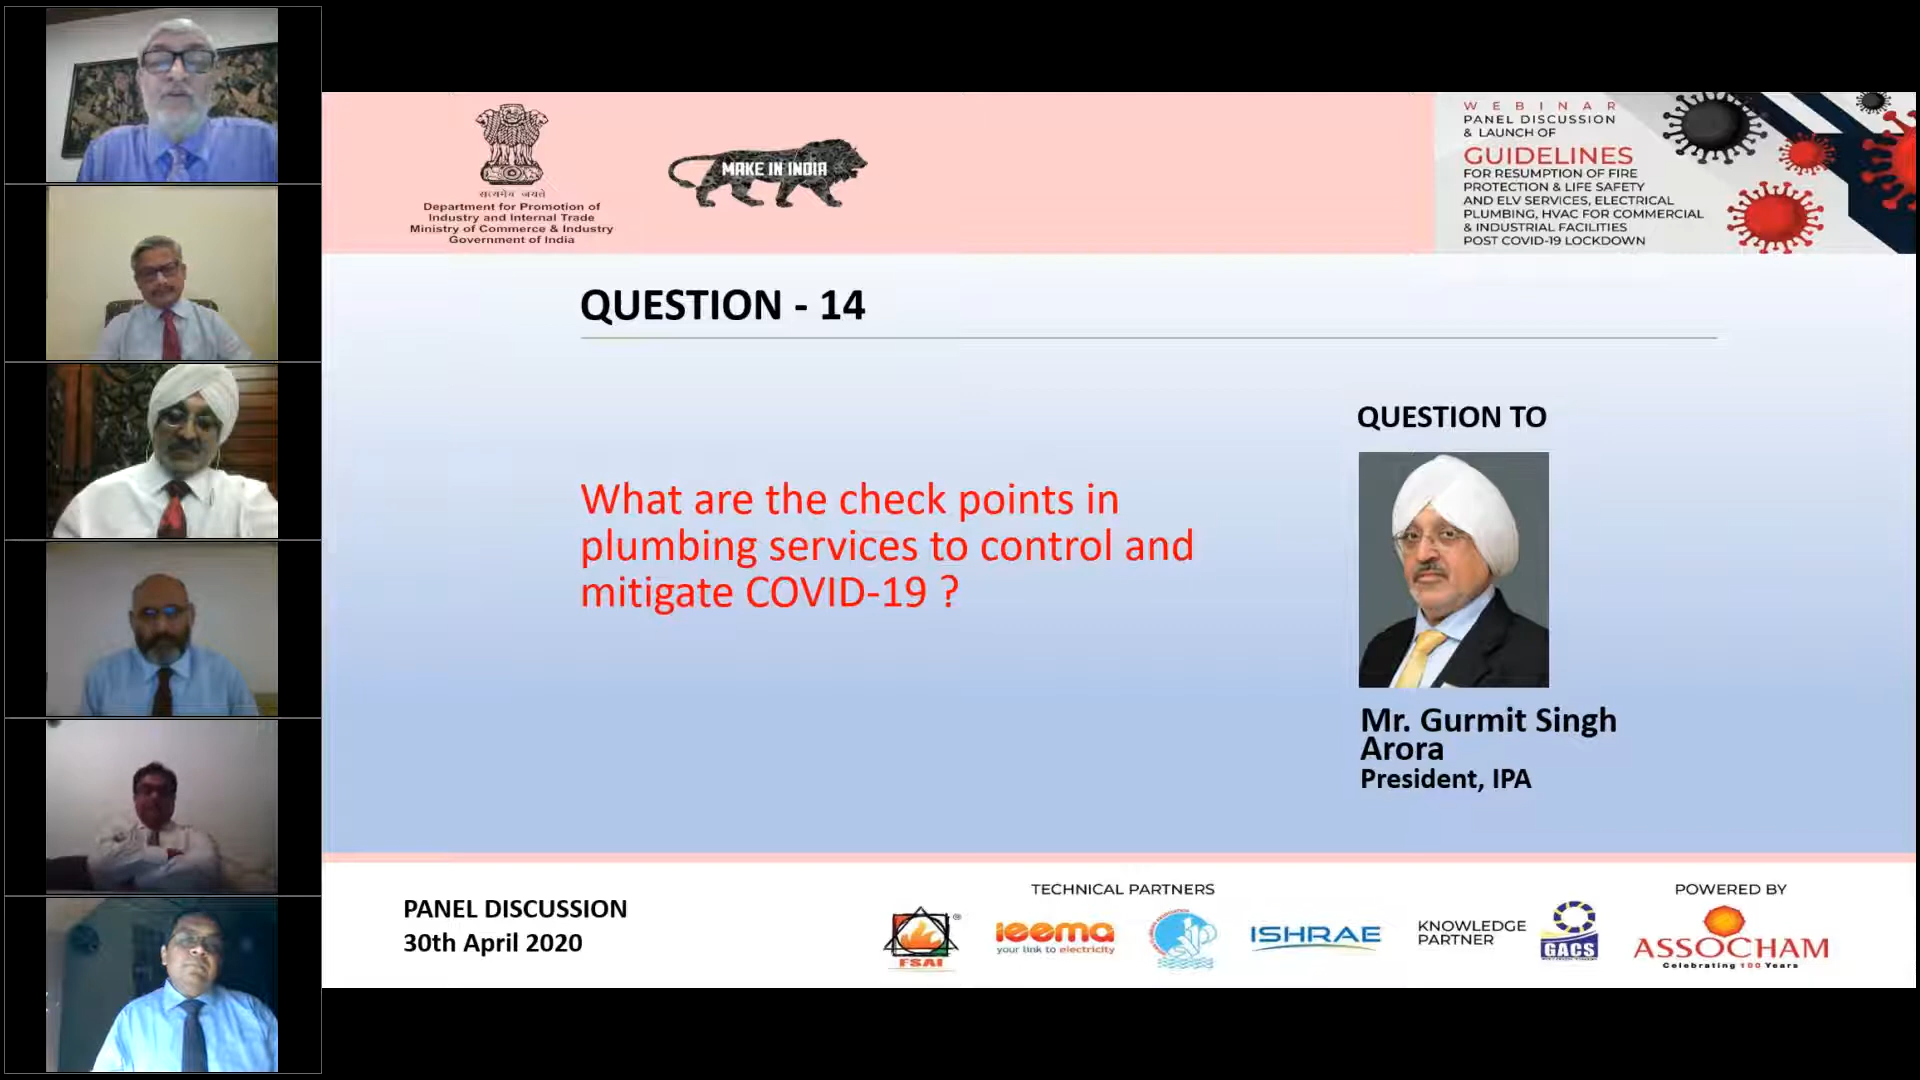 सत्यमेव जयते
Department for Promotion of
Industry and Internal Trade
Ministry of Commerce & Industry
Government of India
MAKE IN INDIA
WEBINAR
PANEL DISCUSSION
& LAUNCH OF
GUIDELINES
FOR RESUMPTION OF FIRE
PROTECTION & LIFE SAFETY
AND ELV SERVICES, ELECTRICAL
PLUMBING, HVAC FOR COMMERCIAL
& INDUSTRIAL FACILITIES
POST COVID-19 LOCKDOWN
QUESTION - 14
What are the check points in
plumbing services to control and
mitigate COVID-19 ?
QUESTION TO
Mr. Gurmit Singh
Arora
President, IPA
PANEL DISCUSSION
30th April 2020
TECHNICAL PARTNERS
FSAI
®
ieema
your link to electricity
ISHRAE
KNOWLEDGE
PARTNER
GACS
POWERED BY
ASSOCHAM
Celebrating 100 Years